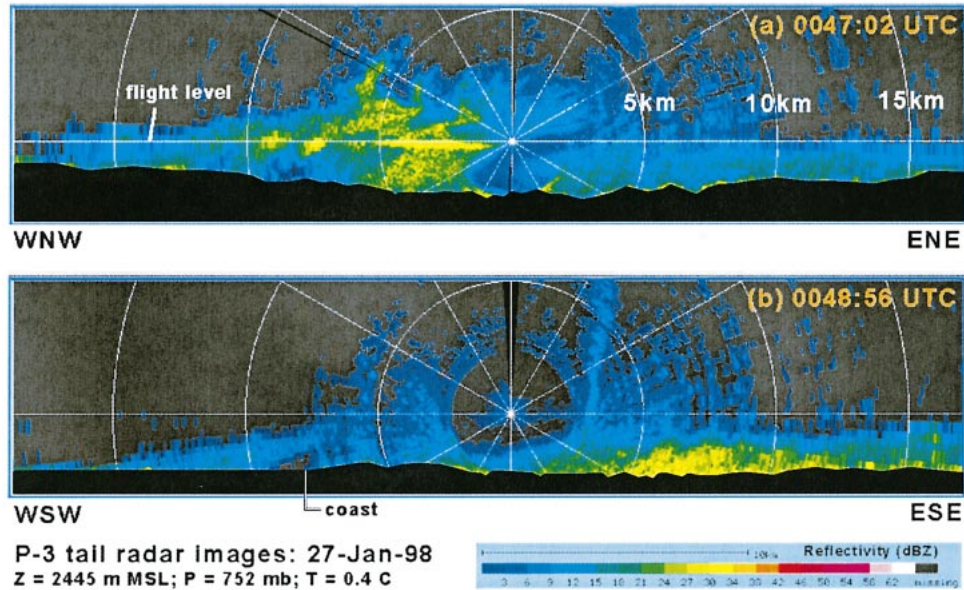 (a) 0047:02 UTC
flight level
5km 10km 15km
WNW ENE
(b) 0048:56 UTC
WSW coast ESE
P-3 tail radar images: 27-Jan-98
Z = 2445 m MSL; P = 752 mb; T = 0.4 C
Reflectivity (dBZ)
3 6 9 12 15 18 21 24 27 30 34 38 42 46 50 54 58 62 missing